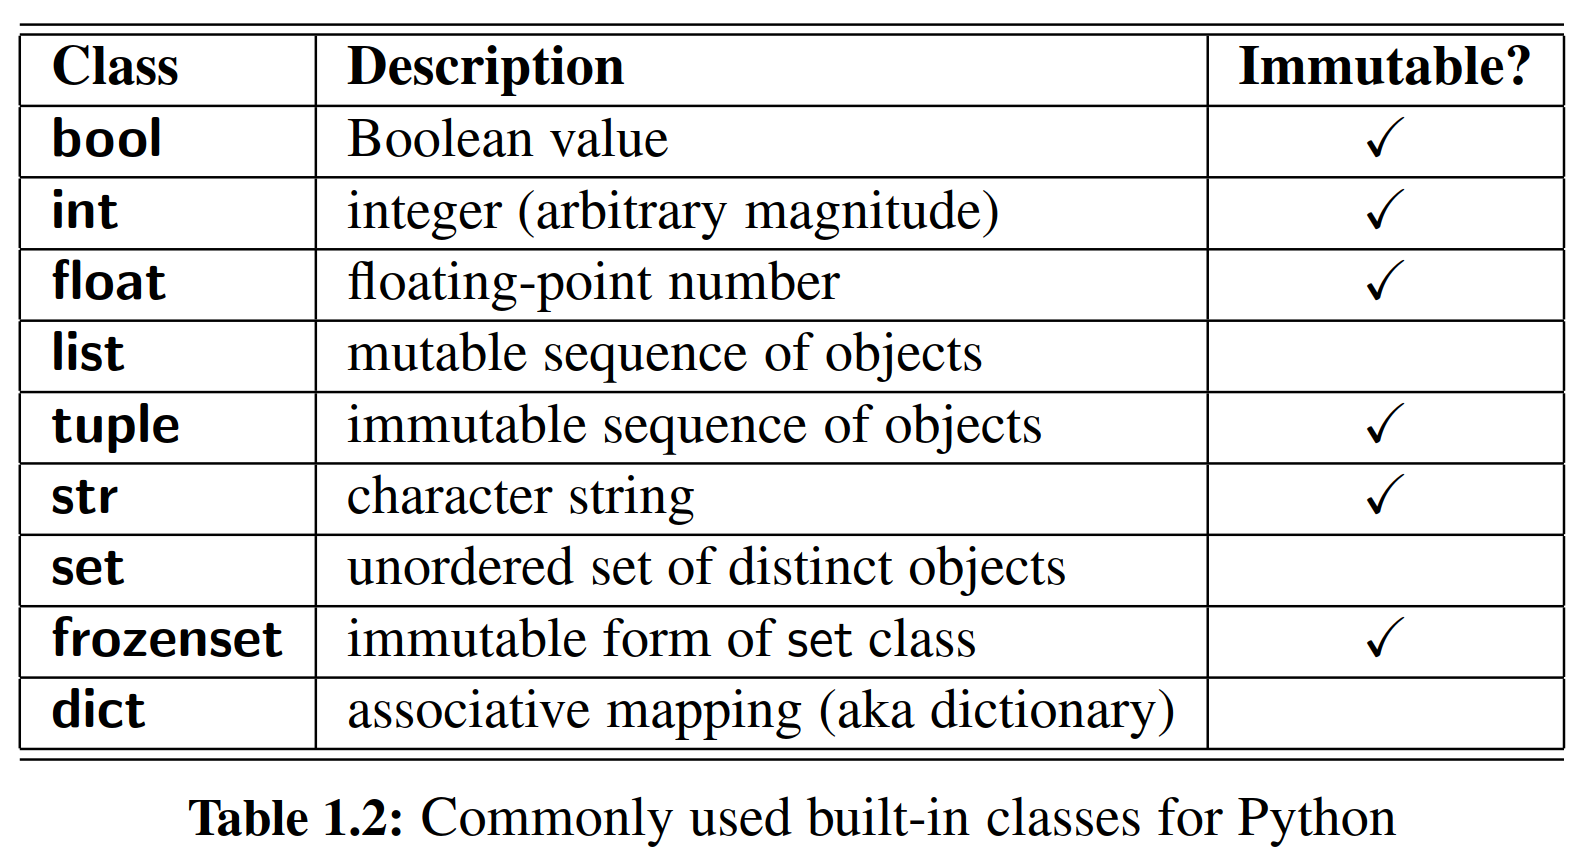 Class Description Immutable?
bool Boolean value ✓
int integer (arbitrary magnitude) ✓
float floating-point number ✓
list mutable sequence of objects
tuple immutable sequence of objects ✓
str character string ✓
set unordered set of distinct objects
frozenset immutable form of set class ✓
dict associative mapping (aka dictionary)
Table 1.2: Commonly used built-in classes for Python